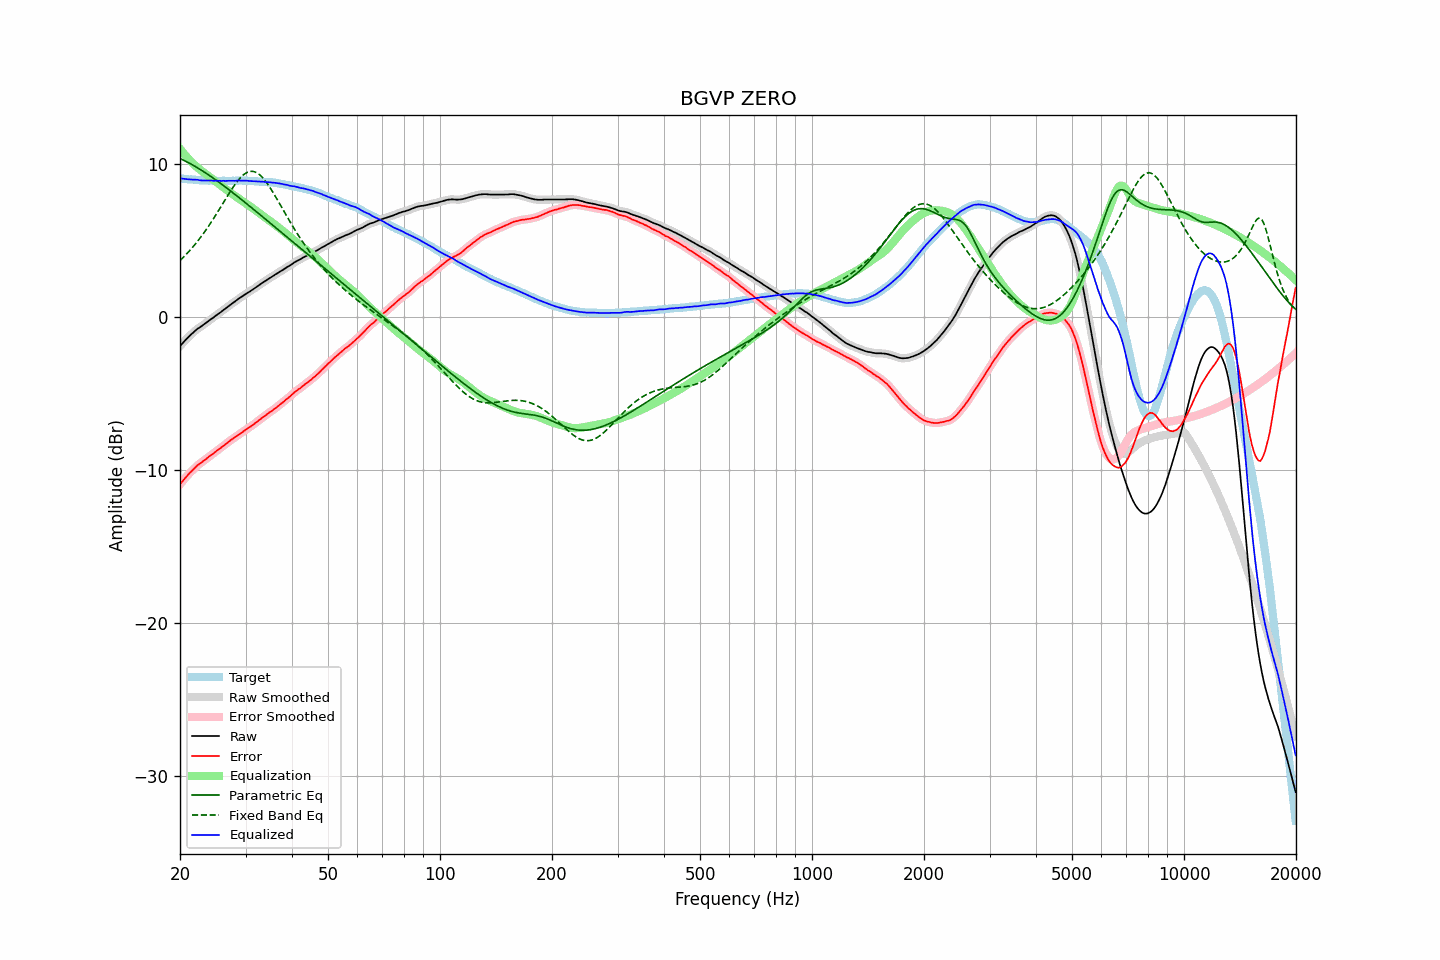 BGVP ZERO
Amplitude (dBr)
10
0
−10
−20
−30
Target
Raw Smoothed
Error Smoothed
Raw
Error
Equalization
Parametric Eq
Fixed Band Eq
Equalized
20 50 100 200 500 1000 2000 5000 10000 20000
Frequency (Hz)